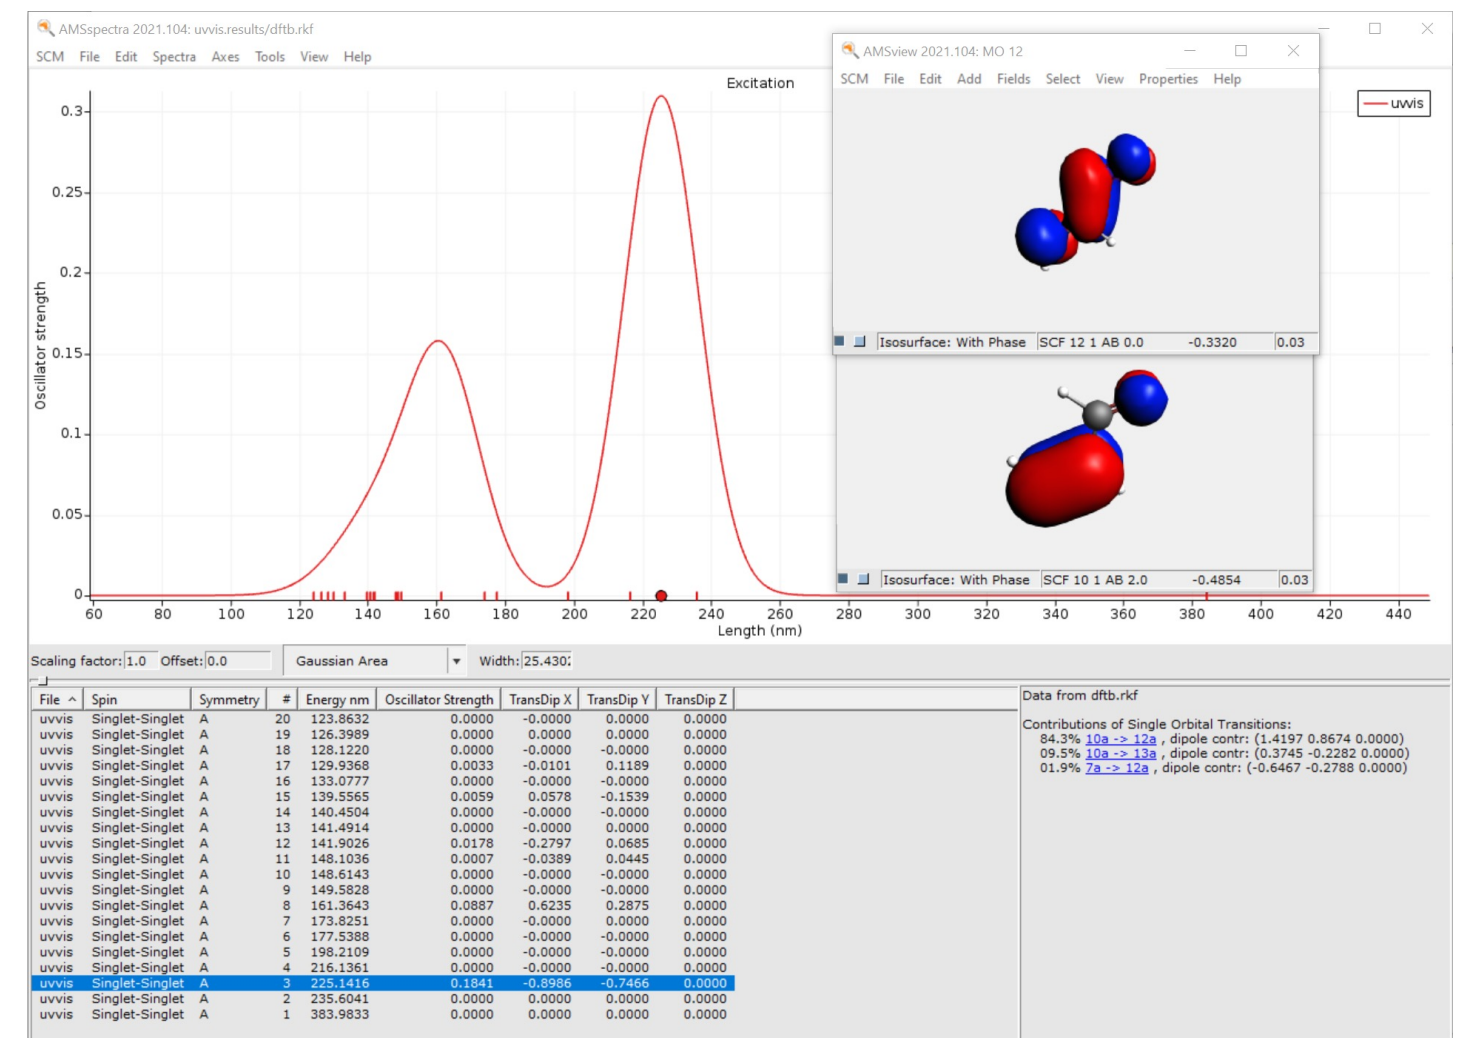 AMSspectra 2021.104: uvvis.results/dftb.rkf
SCM File Edit Spectra Axes Tools View Help
Excitation
uvvis
0.3
0.25
0.2
0.15
0.1
0.05
0
Oscillator strength
60 80 100 120 140 160 180 200 220 240 260 280 300 320 340 360 380 400 420 440
Length (nm)
AMSview 2021.104: MO 12
SCM File Edit Add Fields Select View Properties Help
Isosurface: With Phase SCF 12 1 AB 0.0 -0.3320 0.03
Isosurface: With Phase SCF 10 1 AB 2.0 -0.4854 0.03
Scaling factor: 1.0 Offset: 0.0 Gaussian Area Width: 25.430
File Spin Symmetry # Energy nm Oscillator Strength TransDip X TransDip Y TransDip Z
uvvis Singlet-Singlet A 20 123.8632 0.0000 -0.0000 0.0000 0.0000
uvvis Singlet-Singlet A 19 126.3989 0.0000 0.0000 0.0000 0.0000
uvvis Singlet-Singlet A 18 128.1220 0.0000 -0.0000 -0.0000 0.0000
uvvis Singlet-Singlet A 17 129.9368 0.0033 -0.0101 0.1189 0.0000
uvvis Singlet-Singlet A 16 133.0777 0.0000 -0.0000 -0.0000 0.0000
uvvis Singlet-Singlet A 15 139.5565 0.0059 0.0578 -0.1539 0.0000
uvvis Singlet-Singlet A 14 140.4504 0.0000 -0.0000 -0.0000 0.0000
uvvis Singlet-Singlet A 13 141.4914 0.0000 -0.0000 0.0000 0.0000
uvvis Singlet-Singlet A 12 141.9026 0.0178 -0.2797 0.0685 0.0000
uvvis Singlet-Singlet A 11 148.1036 0.0007 -0.0389 0.0445 0.0000
uvvis Singlet-Singlet A 10 148.6143 0.0000 -0.0000 -0.0000 0.0000
uvvis Singlet-Singlet A 9 149.5828 0.0000 -0.0000 -0.0000 0.0000
uvvis Singlet-Singlet A 8 161.3643 0.0887 0.6235 0.2875 0.0000
uvvis Singlet-Singlet A 7 173.8251 0.0000 -0.0000 0.0000 0.0000
uvvis Singlet-Singlet A 6 177.5388 0.0000 -0.0000 -0.0000 0.0000
uvvis Singlet-Singlet A 5 198.2109 0.0000 -0.0000 -0.0000 0.0000
uvvis Singlet-Singlet A 4 216.1361 0.0000 -0.0000 -0.0000 0.0000
uvvis Singlet-Singlet A 3 225.1416 0.1841 -0.8986 -0.7466 0.0000
uvvis Singlet-Singlet A 2 235.6041 0.0000 0.0000 0.0000 0.0000
uvvis Singlet-Singlet A 1 383.9833 0.0000 0.0000 0.0000 0.0000
Data from dftb.rkf
Contributions of Single Orbital Transitions:
84.3% 10a -> 12a , dipole contr: (1.4197 0.8674 0.0000)
09.5% 10a -> 13a , dipole contr: (0.3745 -0.2282 0.0000)
01.9% 7a -> 12a , dipole contr: (-0.6467 -0.2788 0.0000)